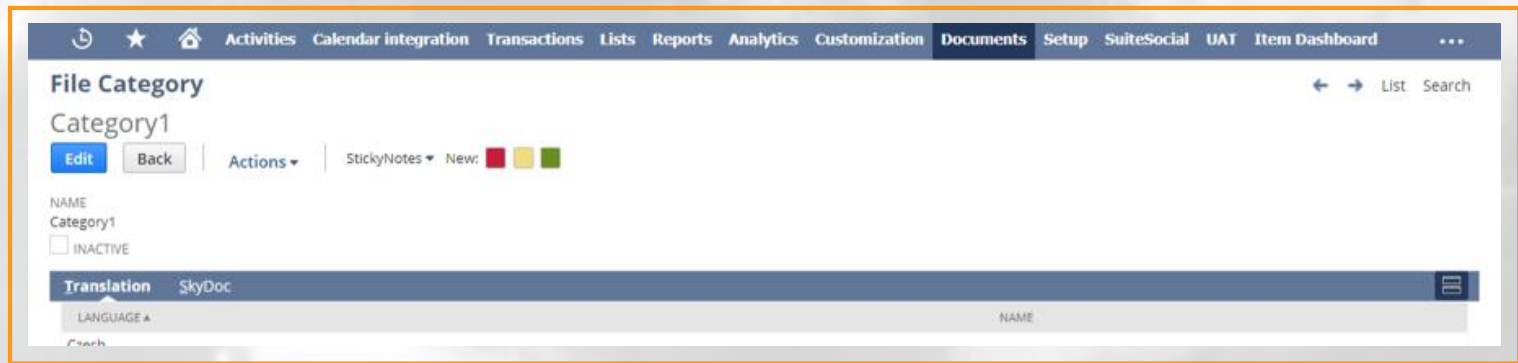 Activities Calendar integration Transactions Lists Reports Analytics Customization Documents Setup SuiteSocial UAT Item Dashboard ...
File Category
← → List Search
Category1
Edit Back Actions StickyNotes New:
NAME
Category1
INACTIVE
Translation SkyDoc
LANGUAGE NAME
Czech